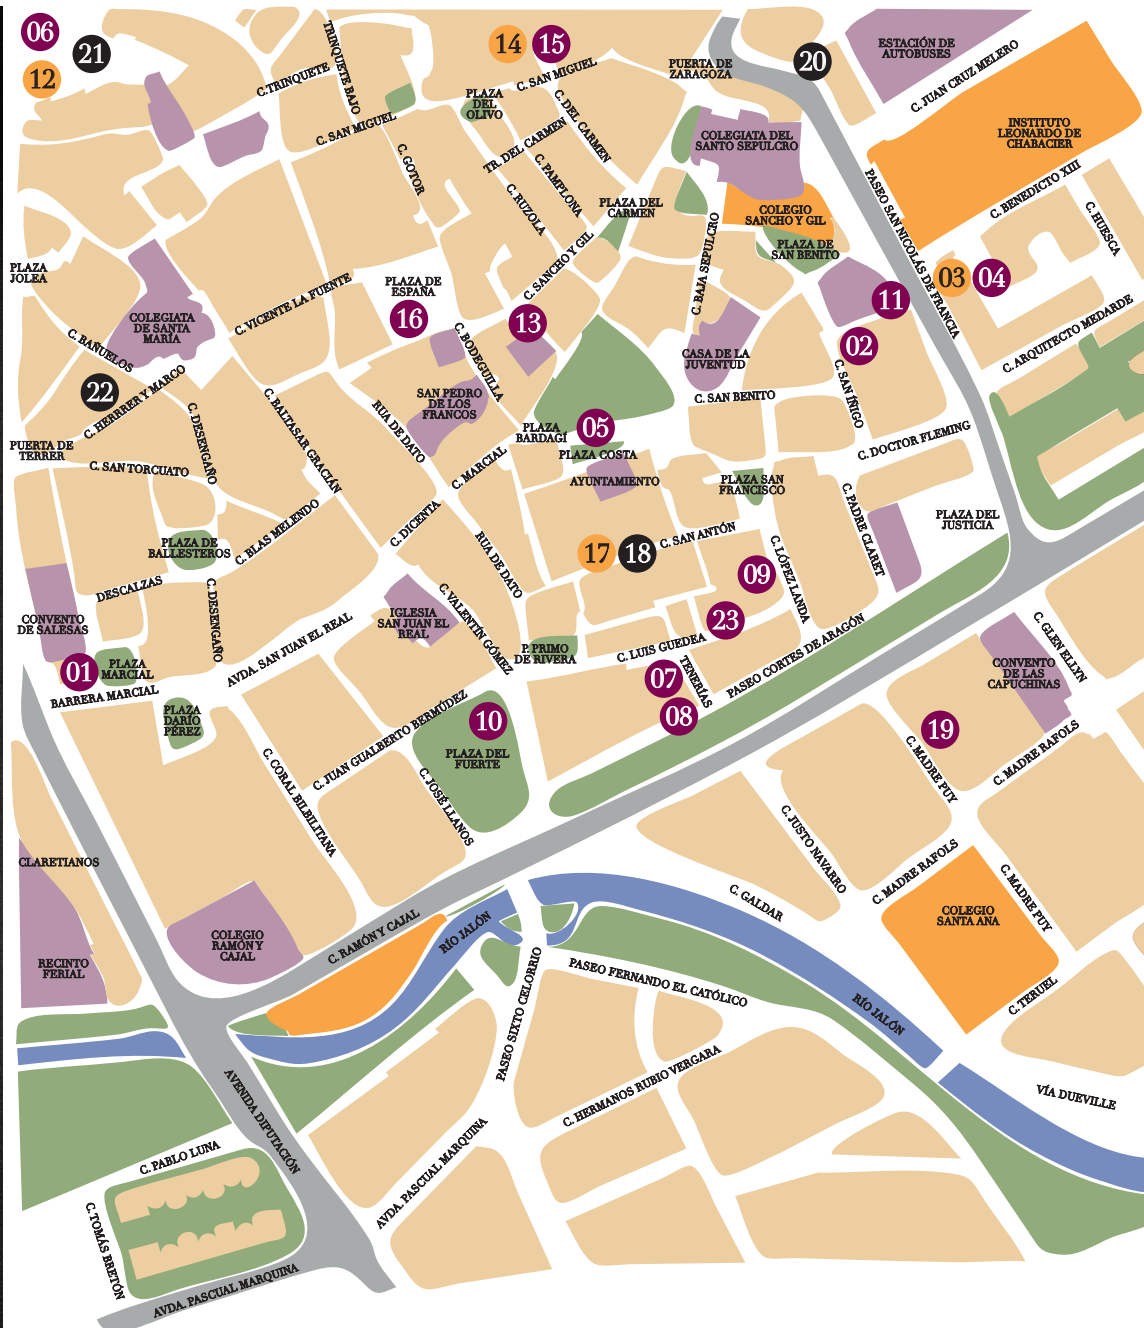 06
21
12
14
15
20
TRINQUETE BAJO
C.TRINQUETE
C. SAN MIGUEL
PLAZA
DEL
OLIVO
C. SAN MIGUEL
C. DEL CARMEN
TR. DEL CARMEN
C. PAMPLONA
C. RUZOLA
C. GOTOR
PUERTA DE
ZARAGOZA
ESTACIÓN DE
AUTOBUSES
C. JUAN CRUZ MELERO
INSTITUTO
LEONARDO DE
CHABACIER
COLEGIATA DEL
SANTO SEPULCRO
PASEO SAN NICOLÁS DE FRANCIA
C. BENEDICTO XIII
C. HUESCA
PLAZA DEL
CARMEN
COLEGIO
SANCHO Y GIL
PLAZA DE
SAN BENITO
C. SANCHO Y GIL
C. BAJA SEPULCRO
PLAZA
JOLEA
PLAZA DE
ESPAÑA
16
13
11
03
04
02
COLEGIATA
DE SANTA
MARÍA
C. VICENTE LA FUENTE
C. BAÑUELOS
C. BODEGUILLA
CASA DE LA
JUVENTUD
C. ARQUITECTO MEDARDE
22
C. HERRRER Y MARCO
C. BALTASAR GRACIÁN
SAN PEDRO
DE LOS
FRANCOS
C. SAN BENITO
C. SAN ÍÑIGO
RUA DE DATO
C. DESENGAÑO
PUERTA DE
TERRER
C. SAN TORCUATO
PLAZA
BARDAGÍ
05
PLAZA COSTA
AYUNTAMIENTO
C. DOCTOR FLEMING
C. MARCIAL
PLAZA SAN
FRANCISCO
C. PADRE CLARET
PLAZA DEL
JUSTICIA
C. DICENTA
C. BLAS MELENDO
PLAZA DE
BALLESTEROS
RUA DE DATO
17
18
C. SAN ANTÓN
C. LÓPEZ LANDA
09
DESCALZAS
C. DESENGAÑO
C. VALENTÍN GÓMEZ
IGLESIA
SAN JUAN EL
REAL
CONVENTO
DE SALESAS
AVDA. SAN JUAN EL REAL
23
01
PLAZA
MARCIAL
P. PRIMO
DE RIVERA
C. LUIS GUEDEA
TENERÍAS
PASEO CORTES DE ARAGÓN
C. GLEN ELLYN
CONVENTO
DE LAS
CAPUCHINAS
BARRERA MARCIAL
07
08
PLAZA
DARÍO
PÉREZ
C. JUAN GUALBERTO BERMÚDEZ
10
PLAZA DEL
FUERTE
19
C. MADRE PUY
C. MADRE RAFOLS
C. CORAL BILBILITANA
C. JOSÉ LLANOS
C. JUSTO NAVARRO
CLARETIANOS
C. MADRE RAFOLS
C. MADRE PUY
C. GALDAR
COLEGIO
SANTA ANA
COLEGIO
RAMÓN Y
CAJAL
C. RAMÓN Y CAJAL
RÍO JALÓN
RECINTO
FERIAL
PASEO SIXTO CELORRIO
PASEO FERNANDO EL CATÓLICO
C. TERUEL
RÍO JALÓN
C. HERMANOS RUBIO VERGARA
VÍA DUEVILLE
AVENIDA DIPUTACIÓN
C. PABLO LUNA
AVDA. PASCUAL MARQUINA
C. TOMÁS BRETÓN
AVDA. PASCUAL MARQUINA